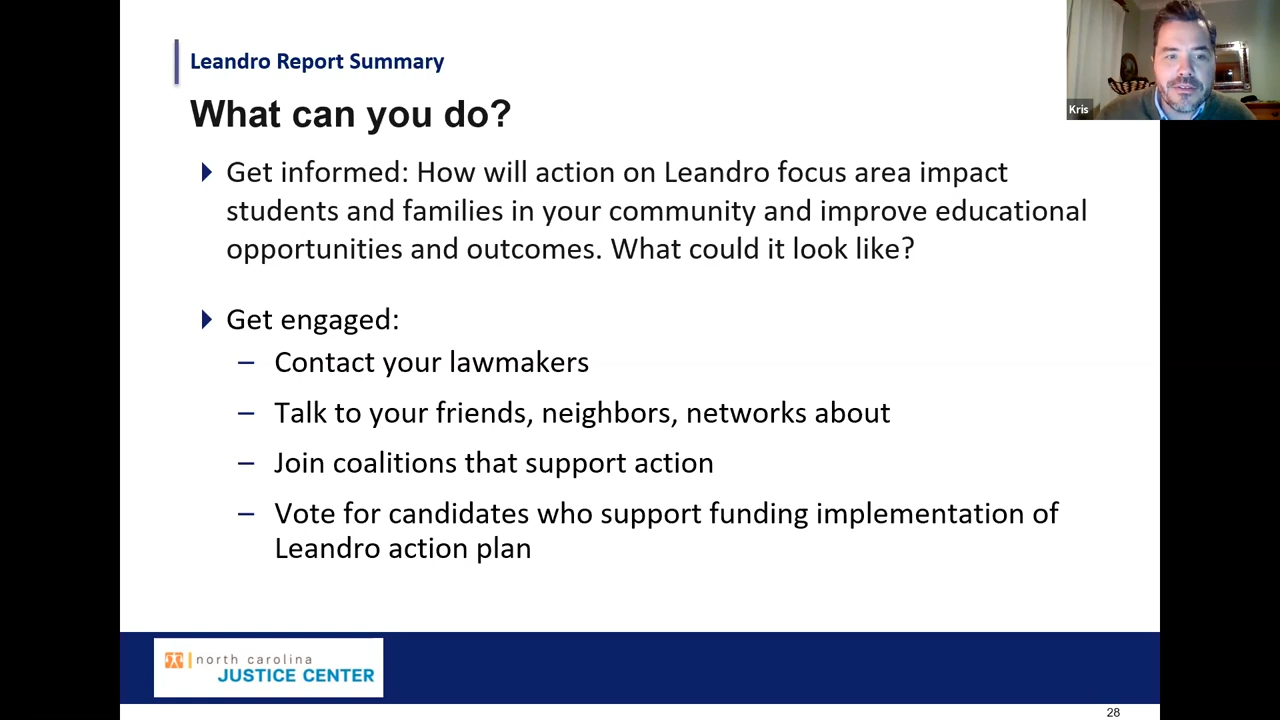 Leandro Report Summary
What can you do?
Get informed: How will action on Leandro focus area impact
students and families in your community and improve educational
opportunities and outcomes. What could it look like?
Get engaged:
– Contact your lawmakers
– Talk to your friends, neighbors, networks about
– Join coalitions that support action
– Vote for candidates who support funding implementation of
Leandro action plan
north carolina
JUSTICE CENTER
28
Kris